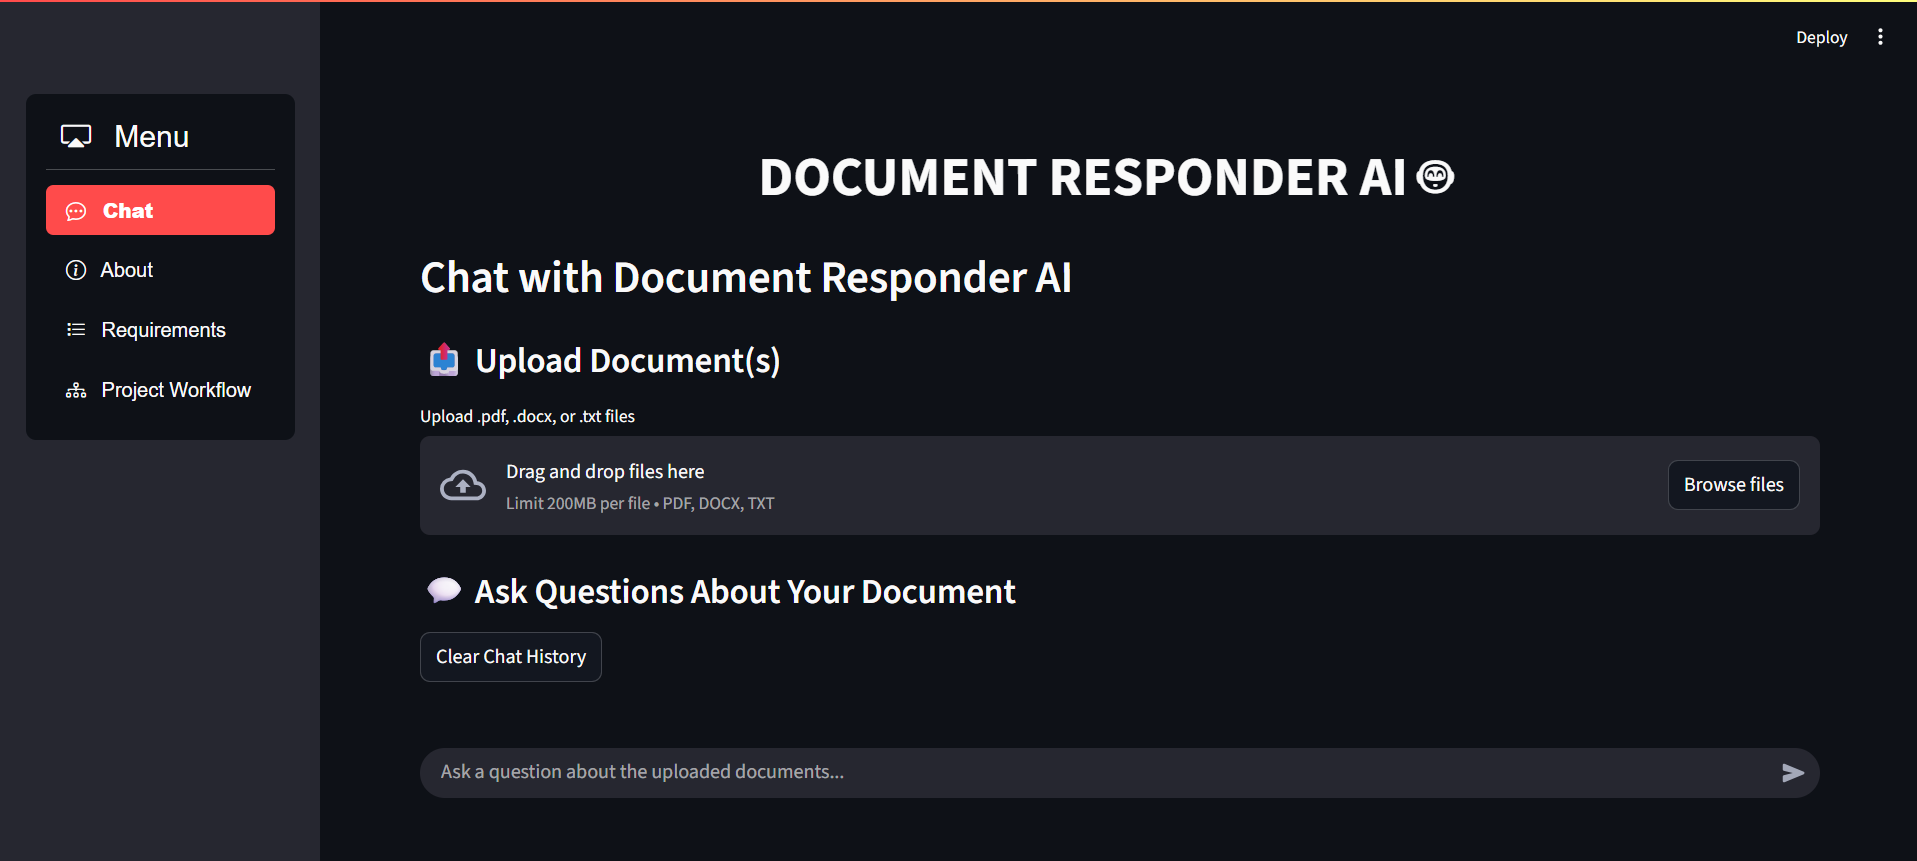 Deploy
Menu
Chat
About
Requirements
Project Workflow
DOCUMENT RESPONDER AI
Chat with Document Responder AI
Upload Document(s)
Upload .pdf, .docx, or .txt files
Drag and drop files here
Limit 200MB per file • PDF, DOCX, TXT
Browse files
Ask Questions About Your Document
Clear Chat History
Ask a question about the uploaded documents...